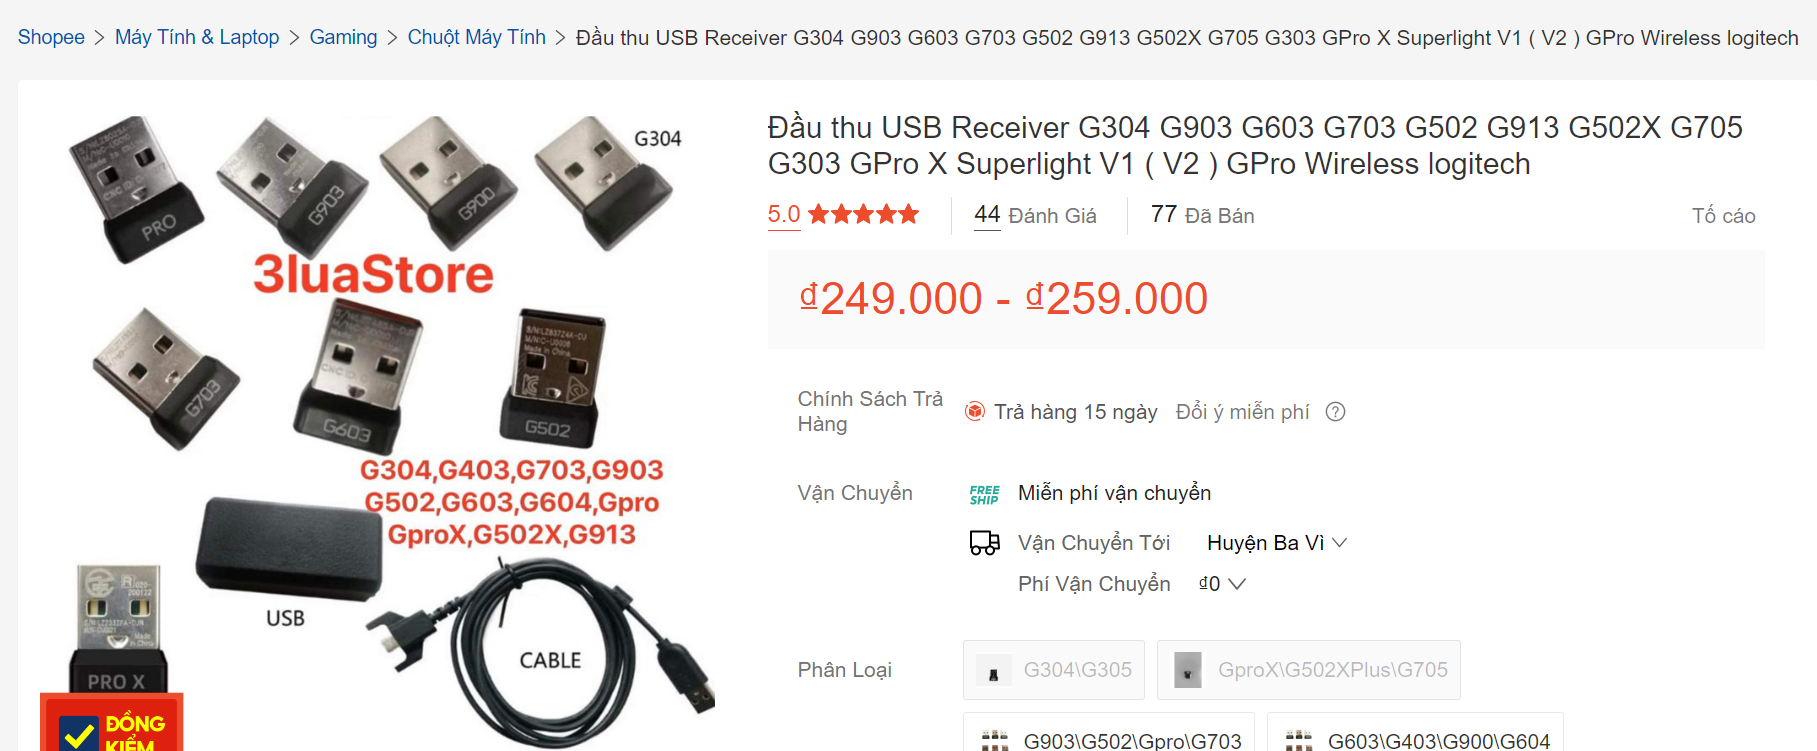 Shopee > Máy Tính & Laptop > Gaming > Chuột Máy Tính > Đầu thu USB Receiver G304 G903 G603 G703 G502 G913 G502X G705 G303 GPro X Superlight V1 ( V2 ) GPro Wireless logitech
Đầu thu USB Receiver G304 G903 G603 G703 G502 G913 G502X G705
G303 GPro X Superlight V1 ( V2 ) GPro Wireless logitech
5.0
44 Đánh Giá
77 Đã Bán
Tố cáo
₫249.000 - ₫259.000
Chính Sách Trả
Hàng
Trả hàng 15 ngày
Đổi ý miễn phí
?
Vận Chuyển
FREE
SHIP
Miễn phí vận chuyển
Vận Chuyển Tới
Huyện Ba Vì
Phí Vận Chuyển
₫0
Phân Loại
G304\G305
GproX\G502XPlus\G705
G903\G502\Gpro\G703
G603\G403\G900\G604
G304
PRO
G903
G900
3luaStore
G703
G603
G502
Made in China
G304,G403,G703,G903
G502,G603,G604,Gpro
GproX,G502X,G913
USB
CABLE
R
Made
in China
PRO X
ĐỒNG
KIỂM